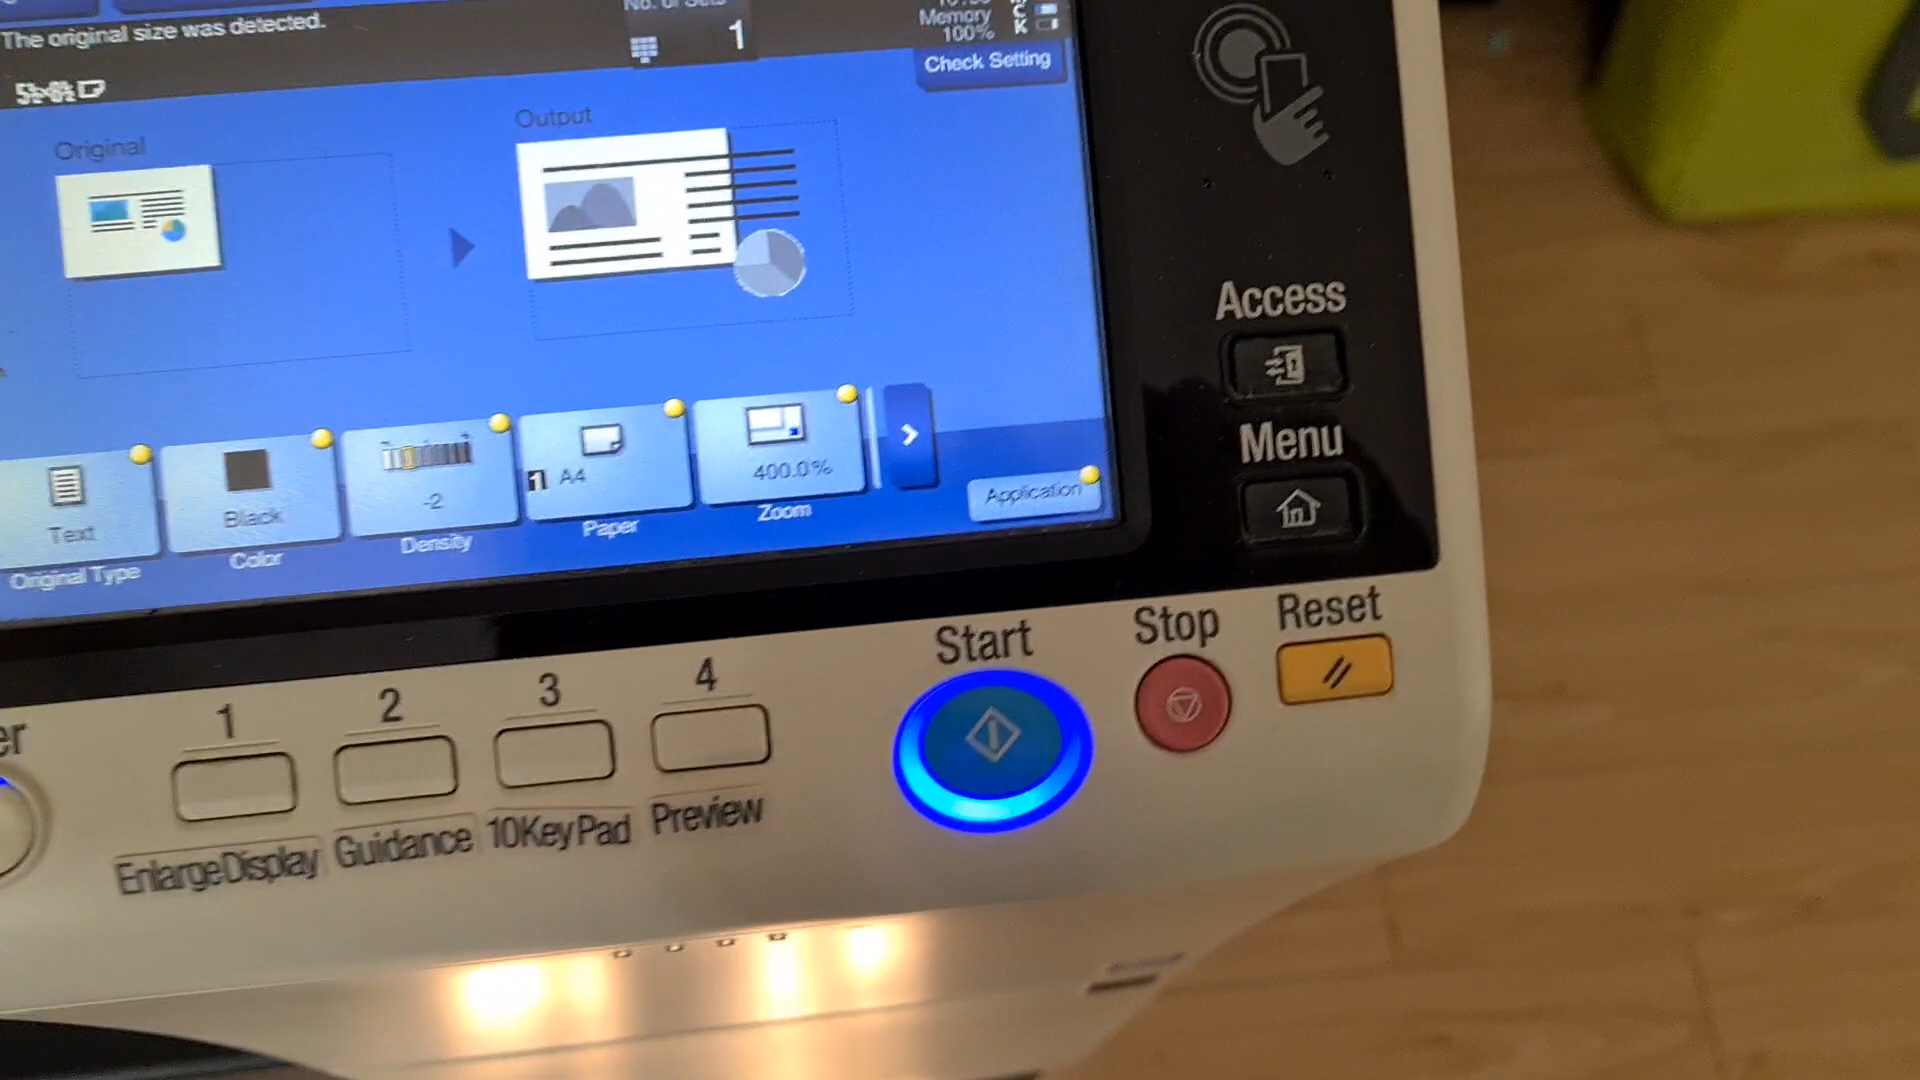 The original size was detected.
No. of Sets
1
Memory
100%
C
K
Check Setting
Original
Output
Text
Original Type
Black
Color
-2
Density
1 A4
Paper
400.0%
Zoom
Application
Access
Menu
Start
Stop
Reset
1
2
3
4
Enlarge Display
Guidance
10 Key Pad
Preview